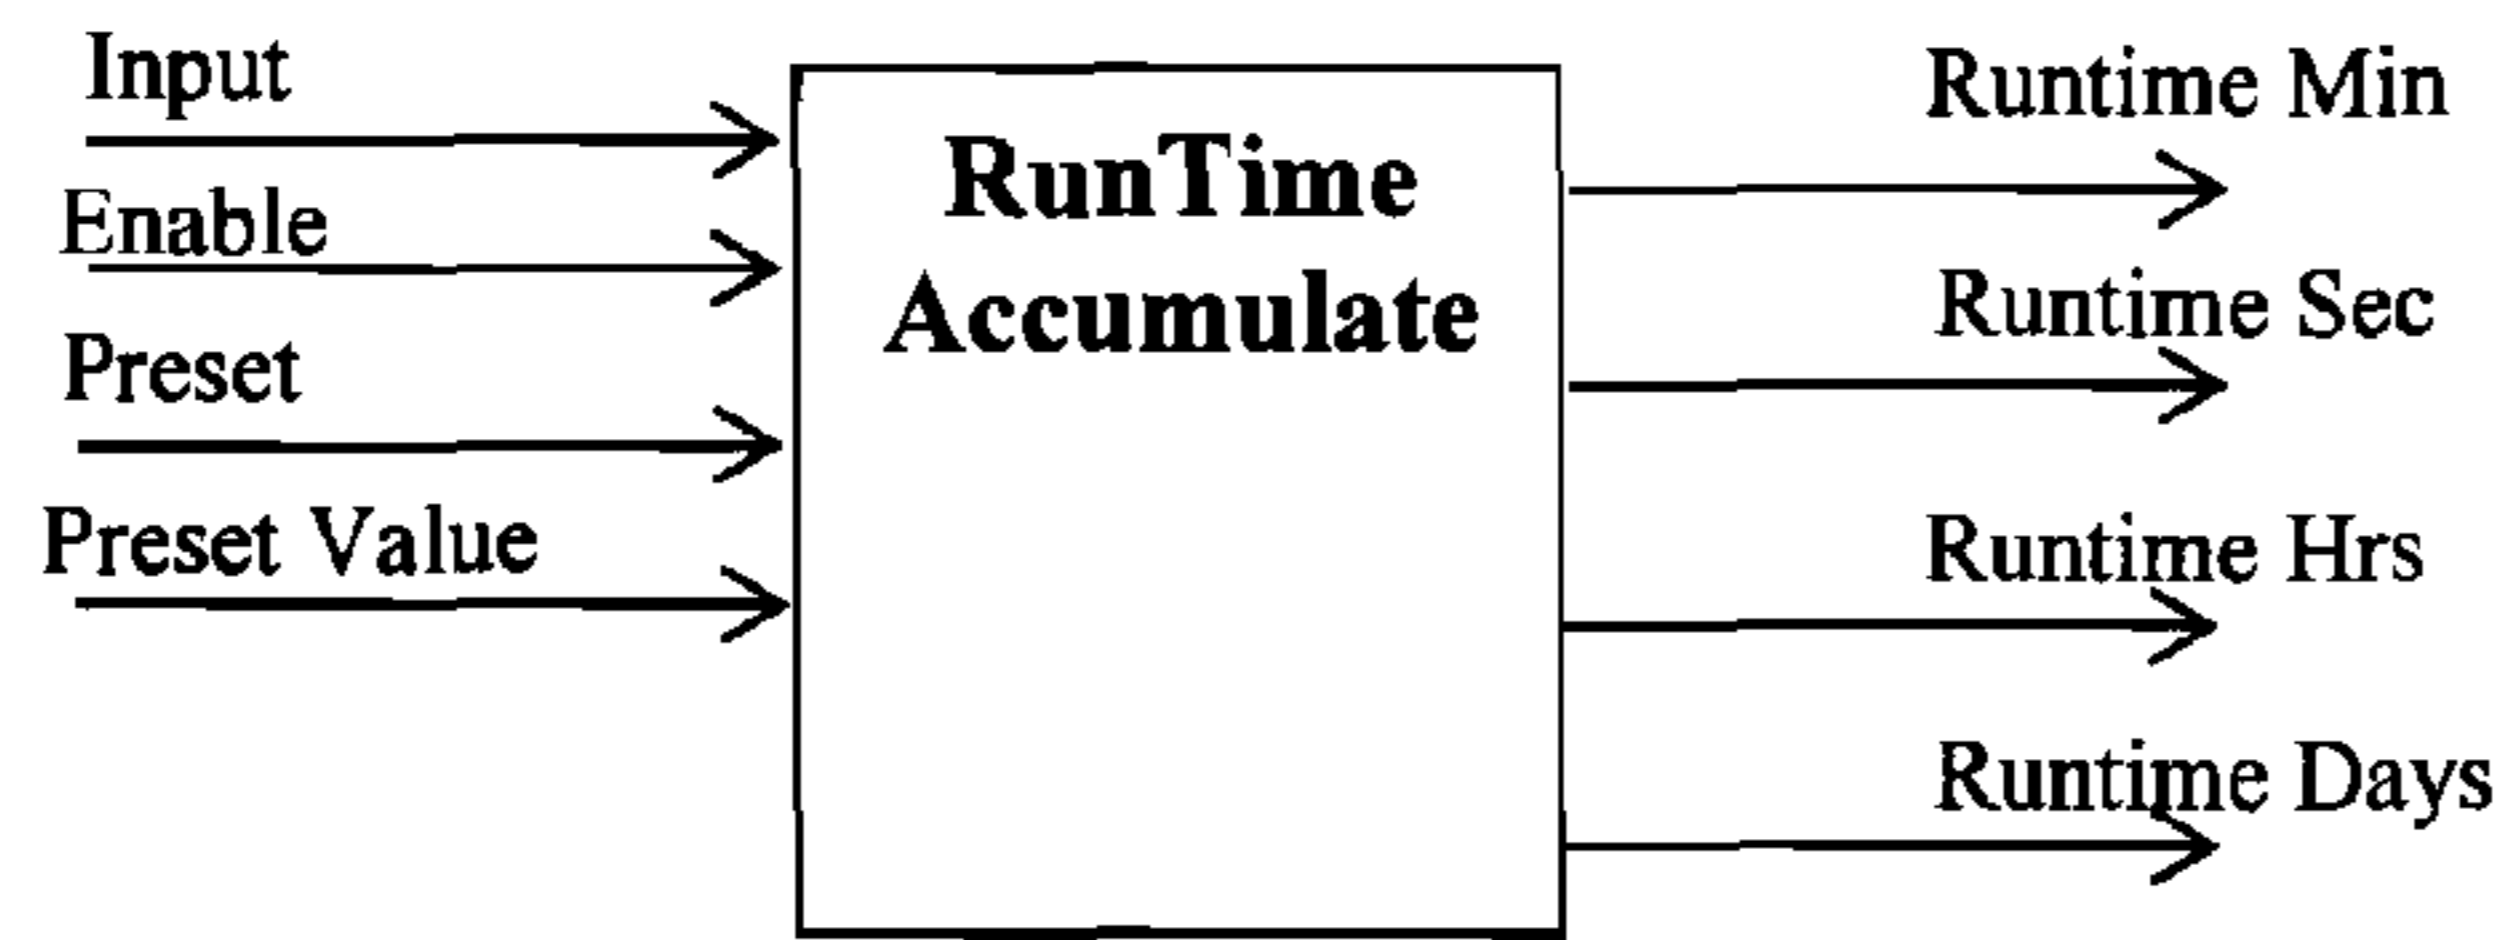 Input
Enable
Preset
Preset Value
RunTime
Accumulate
Runtime Min
Runtime Sec
Runtime Hrs
Runtime Days